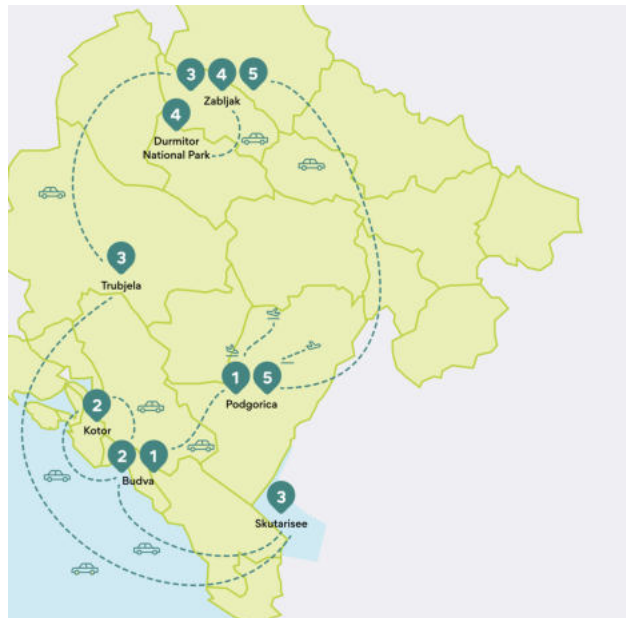 3 4 5
Zabljak
4
Durmitor
National Park
3
Trubjela
1 5
Podgorica
2
Kotor
2 1
Budva
3
Skutarisee